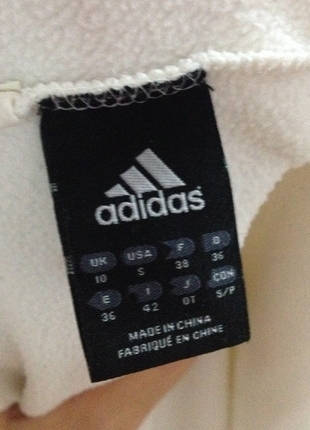 adidas
UK USA F D
10 S 38 36
E I J CDN
36 42 OT S/P
MADE IN CHINA
FABRIQUÉ EN CHINE